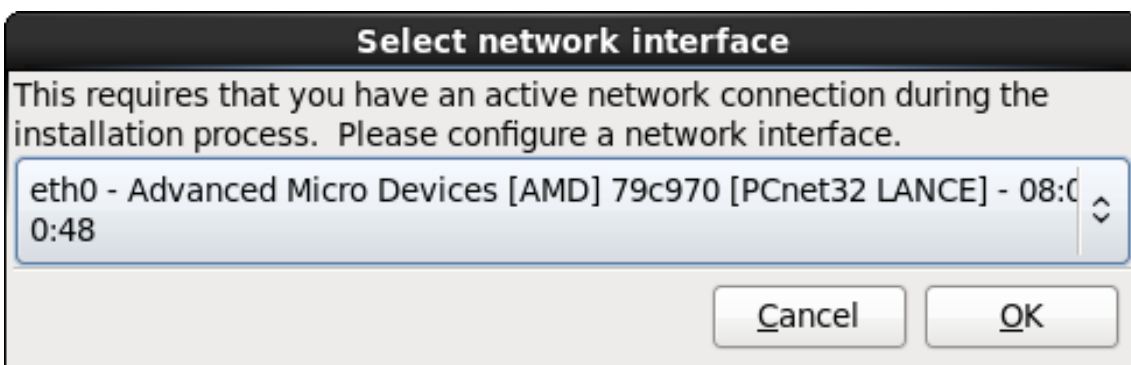 Select network interface
This requires that you have an active network connection during the
installation process.  Please configure a network interface.
eth0 - Advanced Micro Devices [AMD] 79c970 [PCnet32 LANCE] - 08:0
0:48
Cancel
OK